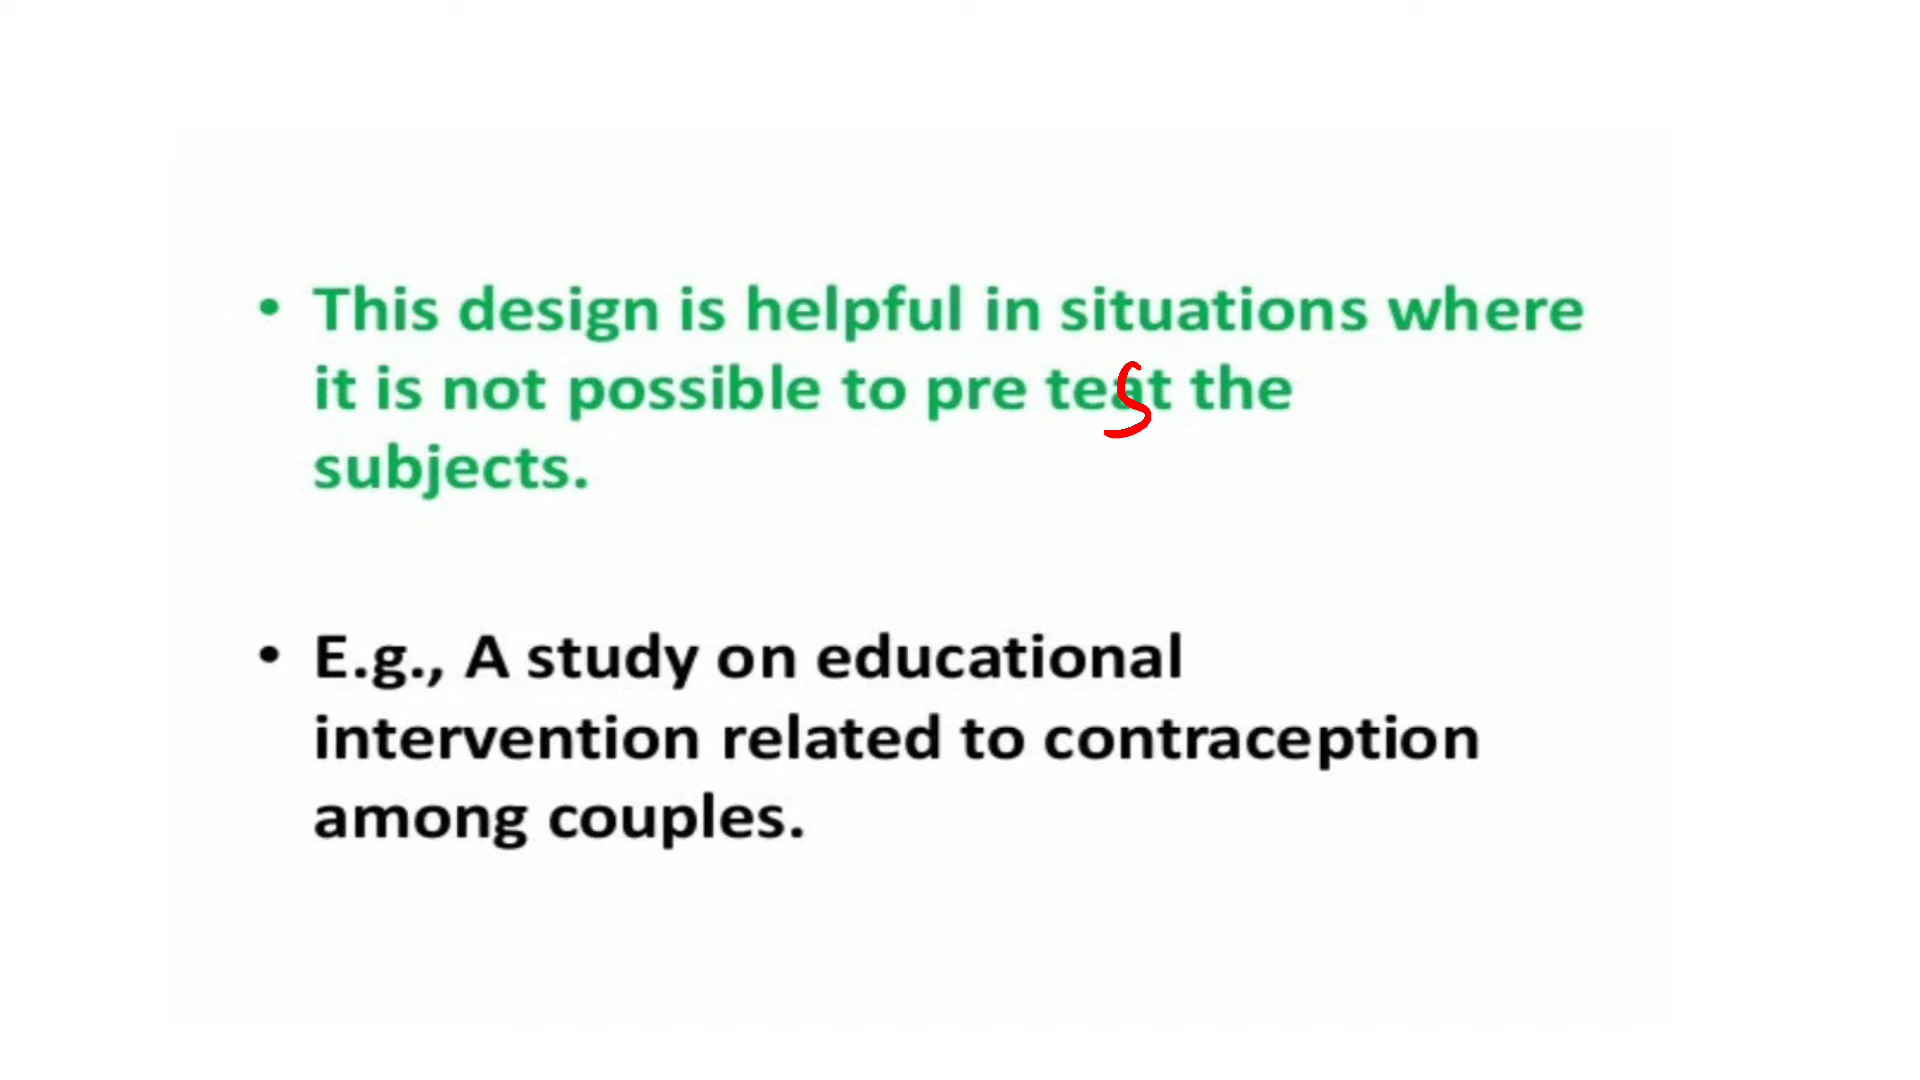 • This design is helpful in situations where
it is not possible to pre test the
subjects.
• E.g., A study on educational
intervention related to contraception
among couples.